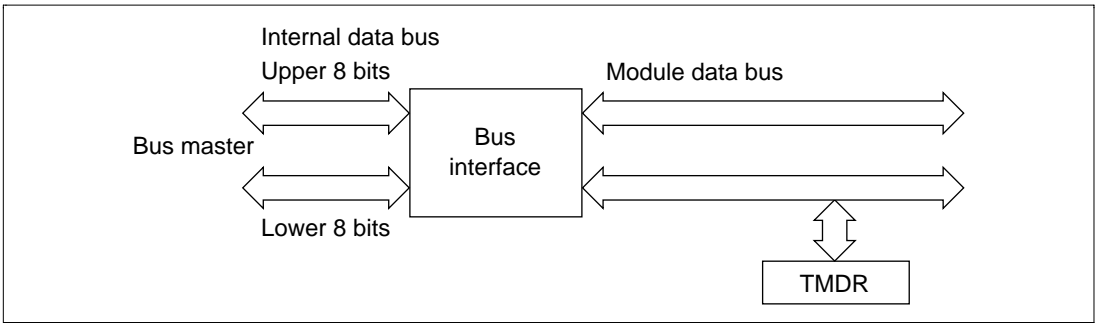 Internal data bus
Upper 8 bits
Module data bus
Bus master
Bus
interface
Lower 8 bits
TMDR